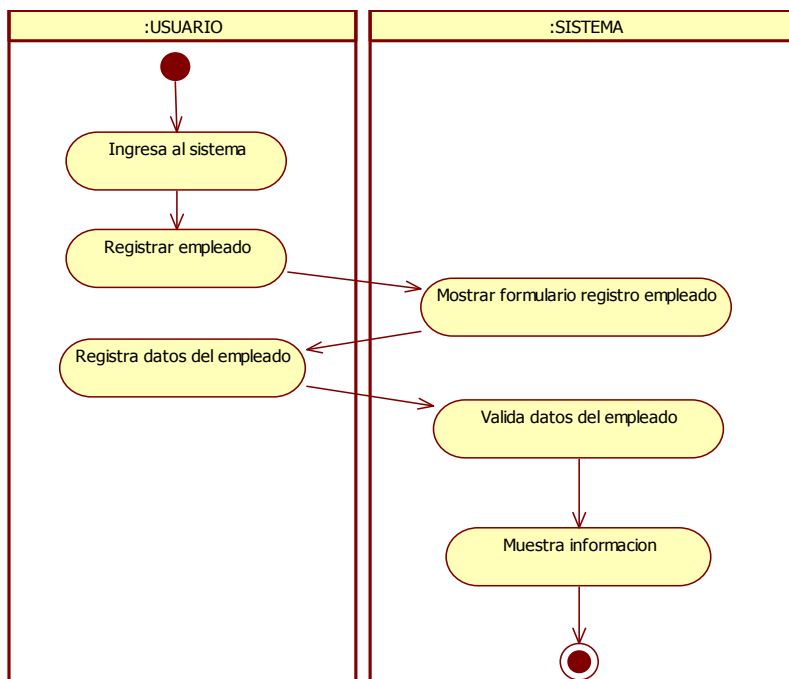 :USUARIO
:SISTEMA
Ingresa al sistema
Registrar empleado
Mostrar formulario registro empleado
Registra datos del empleado
Valida datos del empleado
Muestra informacion